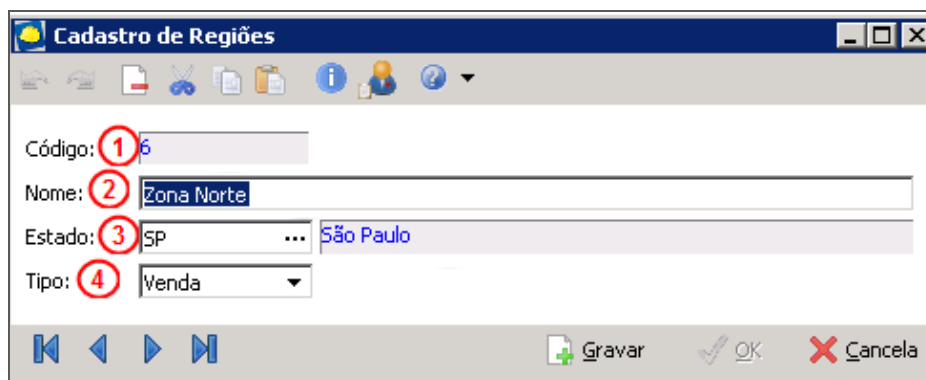 Cadastro de Regiões
Código: 1 6
Nome: 2 Zona Norte
Estado: 3 SP ... São Paulo
Tipo: 4 Venda
Gravar OK Cancela